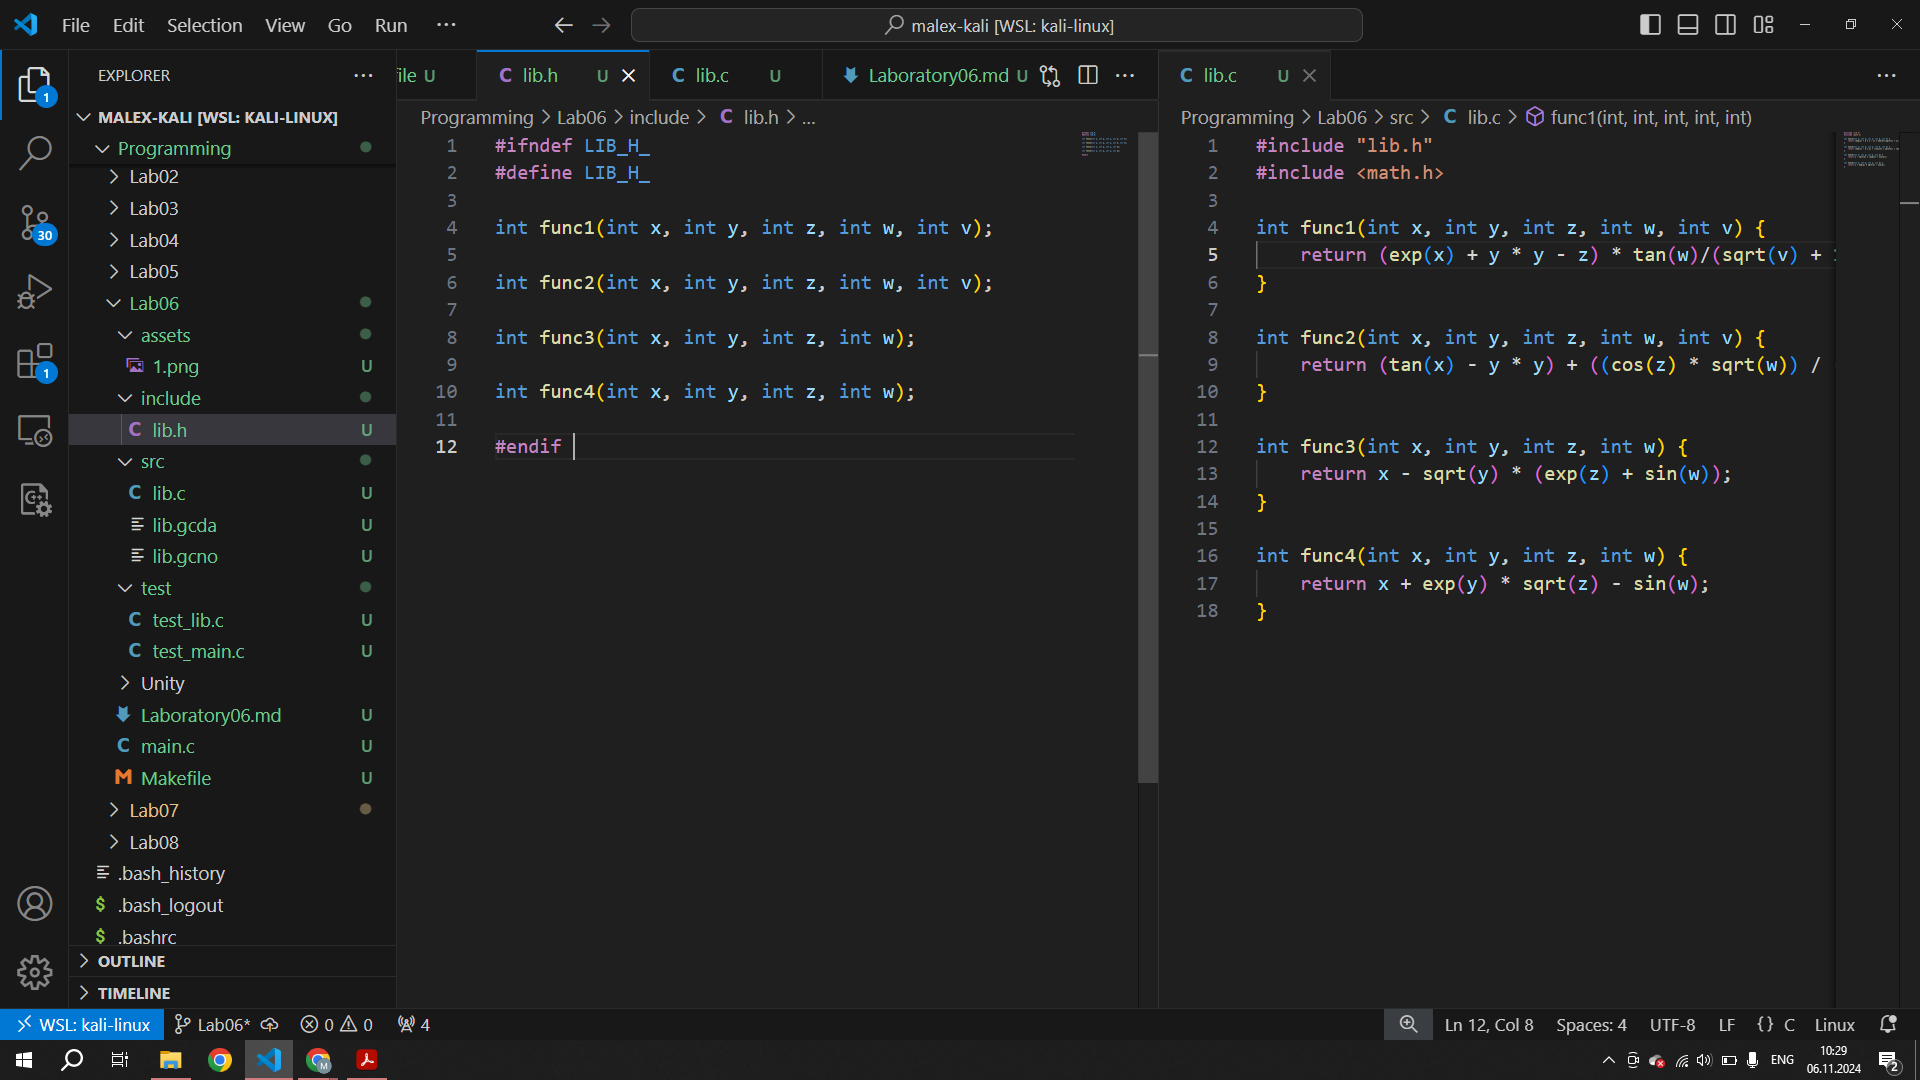 File Edit Selection View Go Run ···
malex-kali [WSL: kali-linux]
EXPLORER ···
1
30
1
MALEX-KALI [WSL: KALI-LINUX]
Programming
Lab02
Lab03
Lab04
Lab05
Lab06
assets
1.png U
include
lib.h U
src
lib.c U
lib.gcda U
lib.gcno U
test
test_lib.c U
test_main.c U
Unity
Laboratory06.md U
main.c U
Makefile U
Lab07
Lab08
.bash_history
.bash_logout
.bashrc
OUTLINE
TIMELINE
file U C lib.h U C lib.c U Laboratory06.md U ···
Programming > Lab06 > include > C lib.h > ...
1 #ifndef LIB_H_
2 #define LIB_H_
3
4 int func1(int x, int y, int z, int w, int v);
5
6 int func2(int x, int y, int z, int w, int v);
7
8 int func3(int x, int y, int z, int w);
9
10 int func4(int x, int y, int z, int w);
11
12 #endif
C lib.c U ···
Programming > Lab06 > src > C lib.c > func1(int, int, int, int, int)
1 #include "lib.h"
2 #include <math.h>
3
4 int func1(int x, int y, int z, int w, int v) {
5 return (exp(x) + y * y - z) * tan(w)/(sqrt(v) +
6 }
7
8 int func2(int x, int y, int z, int w, int v) {
9 return (tan(x) - y * y) + ((cos(z) * sqrt(w)) /
10 }
11
12 int func3(int x, int y, int z, int w) {
13 return x - sqrt(y) * (exp(z) + sin(w));
14 }
15
16 int func4(int x, int y, int z, int w) {
17 return x + exp(y) * sqrt(z) - sin(w);
18 }
WSL: kali-linux Lab06* 0 0 4 Ln 12, Col 8 Spaces: 4 UTF-8 LF {} C Linux
ENG 10:29
06.11.2024 2